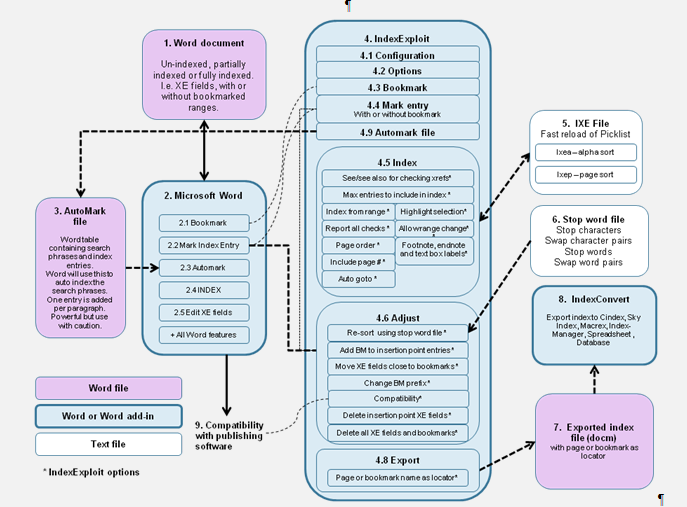 ¶
1. Word document
Un-indexed, partially
indexed or fully indexed.
I.e. XE fields, with or
without bookmarked
ranges.
2. Microsoft Word
2.1 Bookmark
2.2 Mark Index Entry
2.3 Automark
2.4 INDEX
2.5 Edit XE fields
+ All Word features
3. AutoMark
file
Word table
containing search
phrases and index
entries.
Word will use this to
auto index the
search phrases.
One entry is added
per paragraph.
Powerful but use
with caution.
4. IndexExploit
4.1 Configuration
4.2 Options
4.3 Bookmark
4.4 Mark entry
With or without bookmark
4.9 Automark file
4.5 Index
See/see also for checking xrefs*
Max entries to include in index *
Index from range *
Highlight selection*
Report all checks *
Allow range change*
Page order *
Footnote, endnote
and text box labels*
Include page # *
Auto goto *
4.6 Adjust
Re-sort using stop word file *
Add BM to insertion point entries*
Move XE fields close to bookmarks*
Change BM prefix*
Compatibility*
Delete insertion point XE fields*
Delete all XE fields and bookmarks*
4.8 Export
Page or bookmark name as locator*
5. IXE File
Fast reload of Picklist
Ixea – alpha sort
Ixep – page sort
6. Stop word file
Stop characters
Swap character pairs
Stop words
Swap word pairs
8. IndexConvert
Export index to Cindex, Sky
Index, Macrex, Index-
Manager, Spreadsheet,
Database
7. Exported index
file (docm)
with page or bookmark as
locator
9. Compatibility
with publishing
software
Word file
Word or Word add-in
Text file
* IndexExploit options
¶